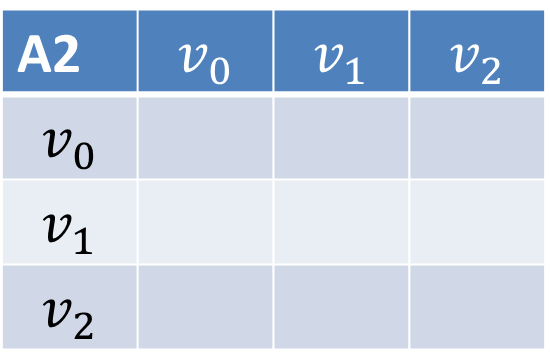 A2 v₀ v₁ v₂
v₀
v₁
v₂